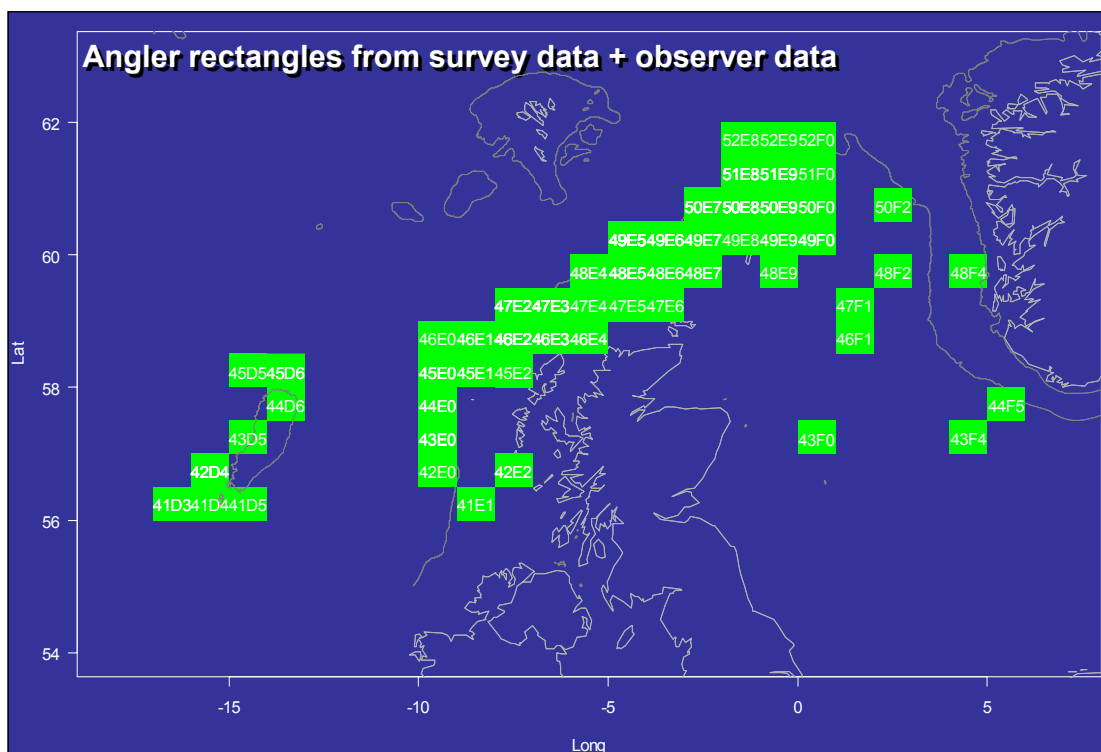 Angler rectangles from survey data + observer data
62
52E852E952F0
51E851E951F0
50E750E850E950F0 50F2
49E549E649E749E849E949F0
60
48E448E548E648E7 48E9 48F2 48F4
47E247E347E447E547E6 47F1
46E046E146E246E346E4 46F1
Lat
45D545D6 45E045E145E2
58
44D6 44E0 44F5
43D5 43E0 43F0 43F4
42D4 42E0 42E2
41D341D441D5 41E1
56
54
-15 -10 -5 0 5
Long